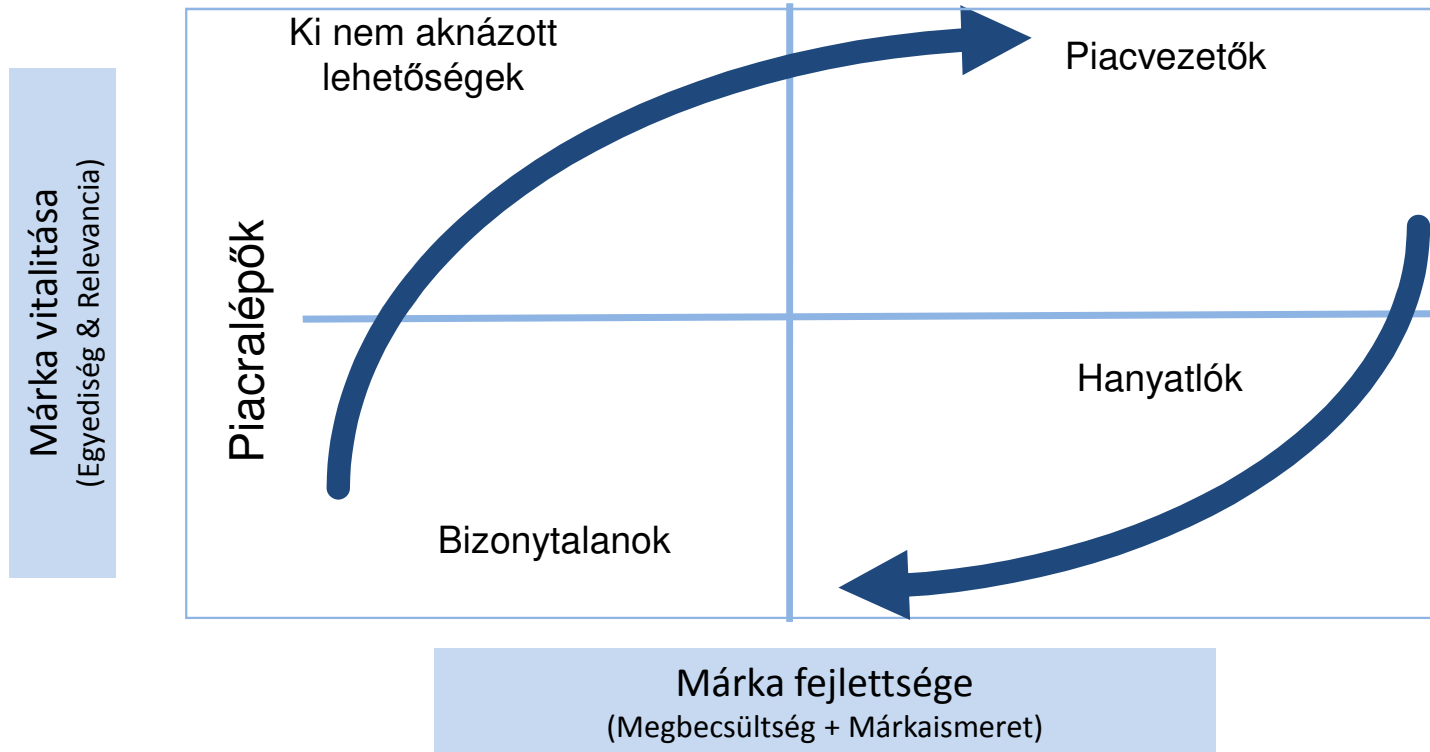 Ki nem aknázott
lehetőségek
Piacvezetők
Márka vitalitása
(Egyediség & Relevancia)
Piacralépők
Hanyatlók
Bizonytalanok
Márka fejlettsége
(Megbecsültség + Márkaismeret)